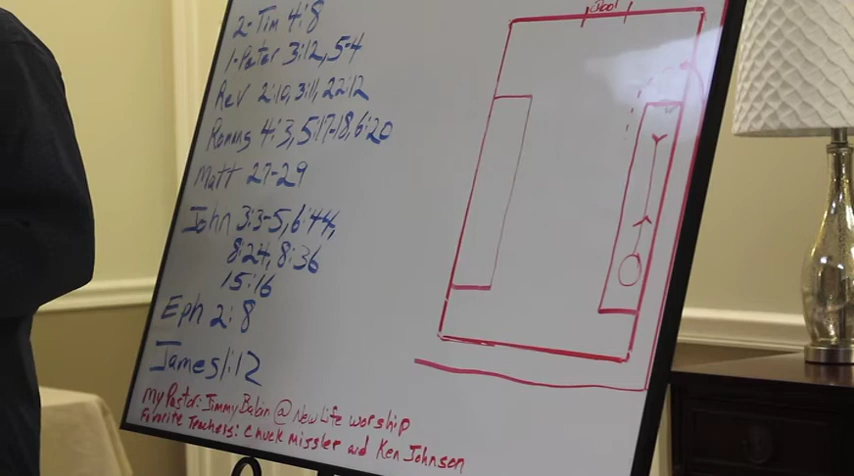 2-Tim 4:8
1-Peter 3:12, 5-4
Rev 2:10, 3:11, 22:12
Romans 4:3, 5:17-18, 6:20
Matt 27-29
John 3:3-5, 6:44,
8:24, 8:36
15:16
Eph 2:8
James 1:12
My Pastor: Jimmy Babin @ New Life worship
Favorite Teachers: Chuck Missler and Ken Johnson